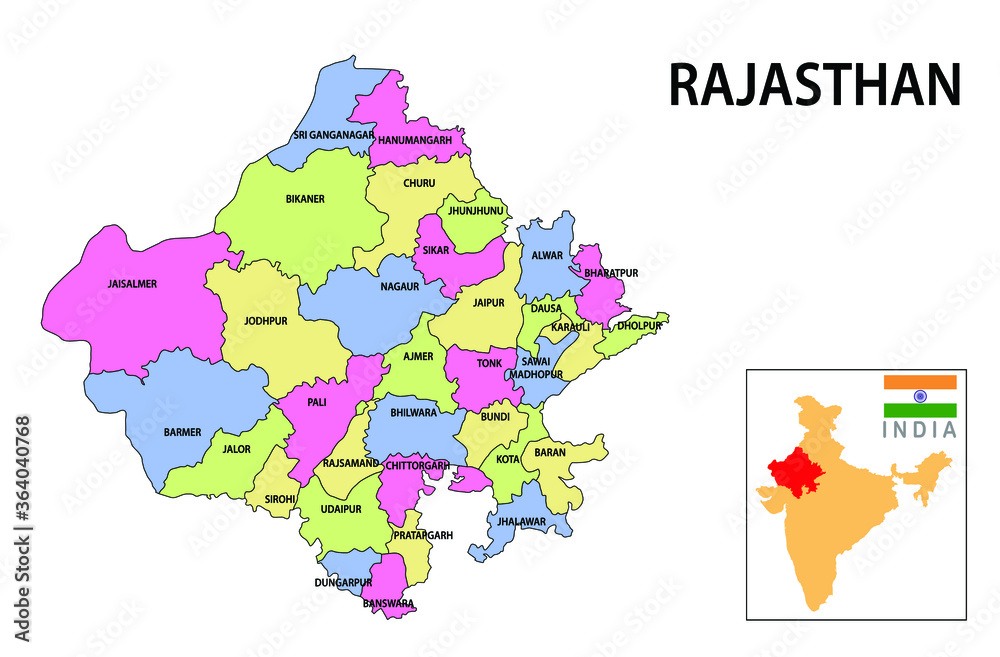 RAJASTHAN
SRI GANGANAGAR
HANUMANGARH
CHURU
BIKANER
JHUNJHUNU
SIKAR
ALWAR
BHARATPUR
JAISALMER
NAGAUR
JAIPUR
DAUSA
JODHPUR
KARAULI
DHOLPUR
AJMER
TONK
SAWAI
MADHOPUR
PALI
BHILWARA
BUNDI
BARMER
JALOR
KOTA
BARAN
RAJSAMAND
CHITTORGARH
SIROHI
UDAIPUR
JHALAWAR
PRATAPGARH
DUNGARPUR
BANSWARA
INDIA
Adobe Stock | #364040768
Adobe Stock